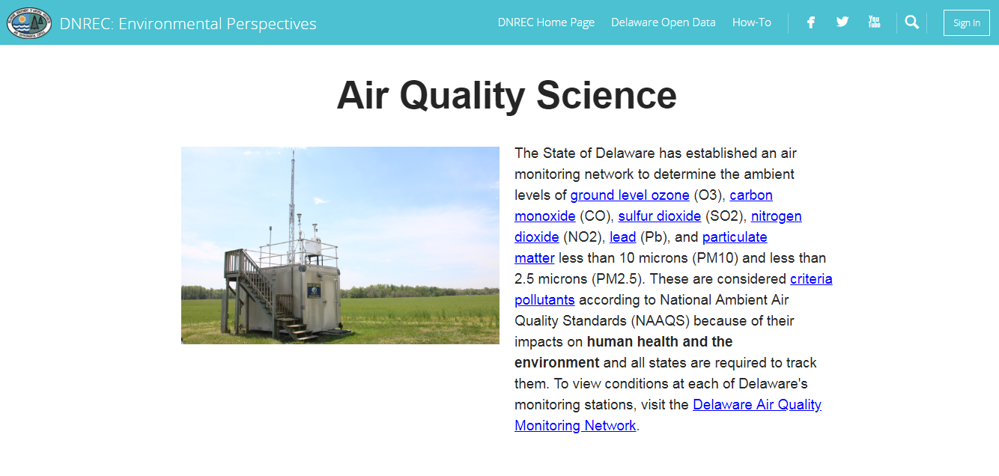 DNREC: Environmental Perspectives
DNREC Home Page
Delaware Open Data
How-To
You
Tube
Sign In
Air Quality Science
The State of Delaware has established an air
monitoring network to determine the ambient
levels of ground level ozone (O3), carbon
monoxide (CO), sulfur dioxide (SO2), nitrogen
dioxide (NO2), lead (Pb), and particulate
matter less than 10 microns (PM10) and less than
2.5 microns (PM2.5). These are considered criteria
pollutants according to National Ambient Air
Quality Standards (NAAQS) because of their
impacts on human health and the
environment and all states are required to track
them. To view conditions at each of Delaware's
monitoring stations, visit the Delaware Air Quality
Monitoring Network.